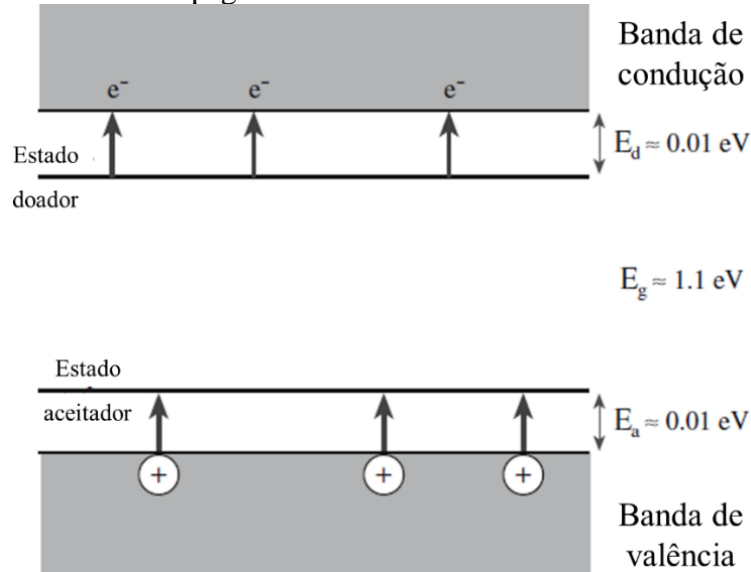 Banda de
condução
e⁻ e⁻ e⁻
Estado
doador
E_d ≈ 0.01 eV
E_g ≈ 1.1 eV
Estado
aceitador
E_a ≈ 0.01 eV
+ + +
Banda de
valência